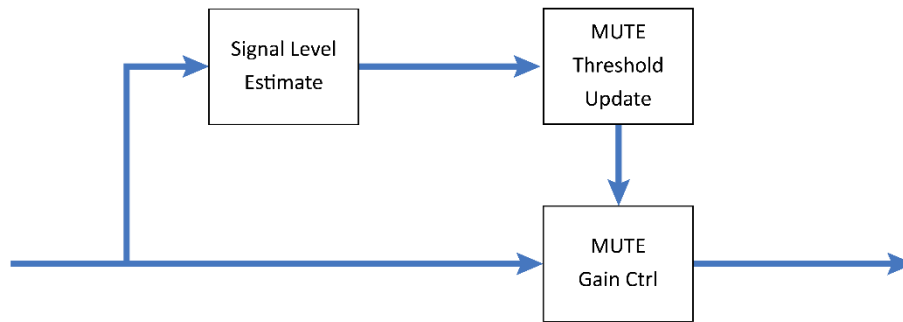 Signal Level
Estimate
MUTE
Threshold
Update
MUTE
Gain Ctrl